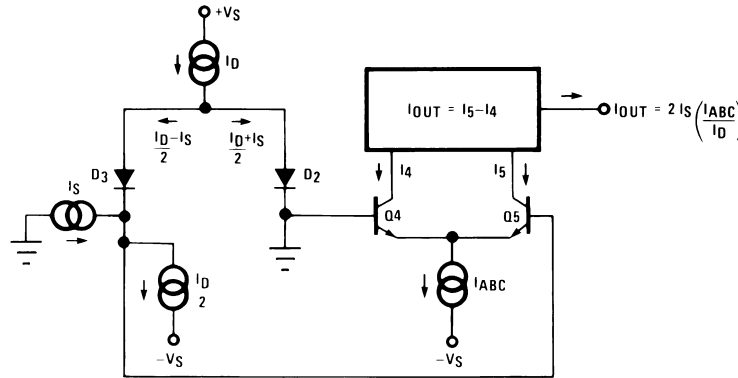 +VS
ID
IOUT = I5–I4
IOUT = 2 IS (IABC/ID)
ID/2–IS
ID/2+IS
I4
I5
D3
D2
IS
Q4
Q5
ID/2
IABC
–VS
–VS